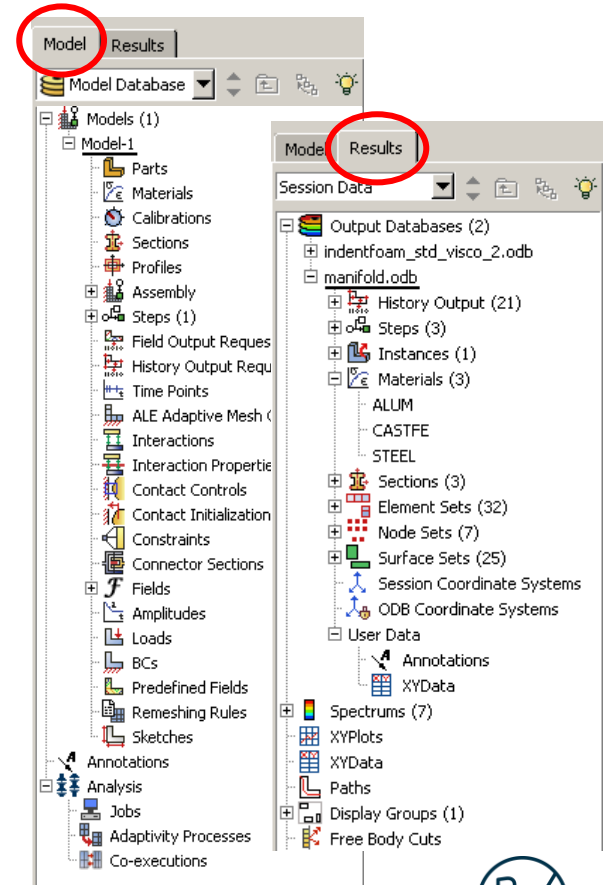 Model Results
Model Database
Models (1)
Model-1
Parts
Materials
Calibrations
Sections
Profiles
Assembly
Steps (1)
Field Output Reques
History Output Requ
Time Points
ALE Adaptive Mesh
Interactions
Interaction Propertie
Contact Controls
Contact Initialization
Constraints
Connector Sections
Fields
Amplitudes
Loads
BCs
Predefined Fields
Remeshing Rules
Sketches
Annotations
Analysis
Jobs
Adaptivity Processes
Co-executions
Model Results
Session Data
Output Databases (2)
indentfoam_std_visco_2.odb
manifold.odb
History Output (21)
Steps (3)
Instances (1)
Materials (3)
ALUM
CASTFE
STEEL
Sections (3)
Element Sets (32)
Node Sets (7)
Surface Sets (25)
Session Coordinate Systems
ODB Coordinate Systems
User Data
Annotations
XYData
Spectrums (7)
XYPlots
XYData
Paths
Display Groups (1)
Free Body Cuts